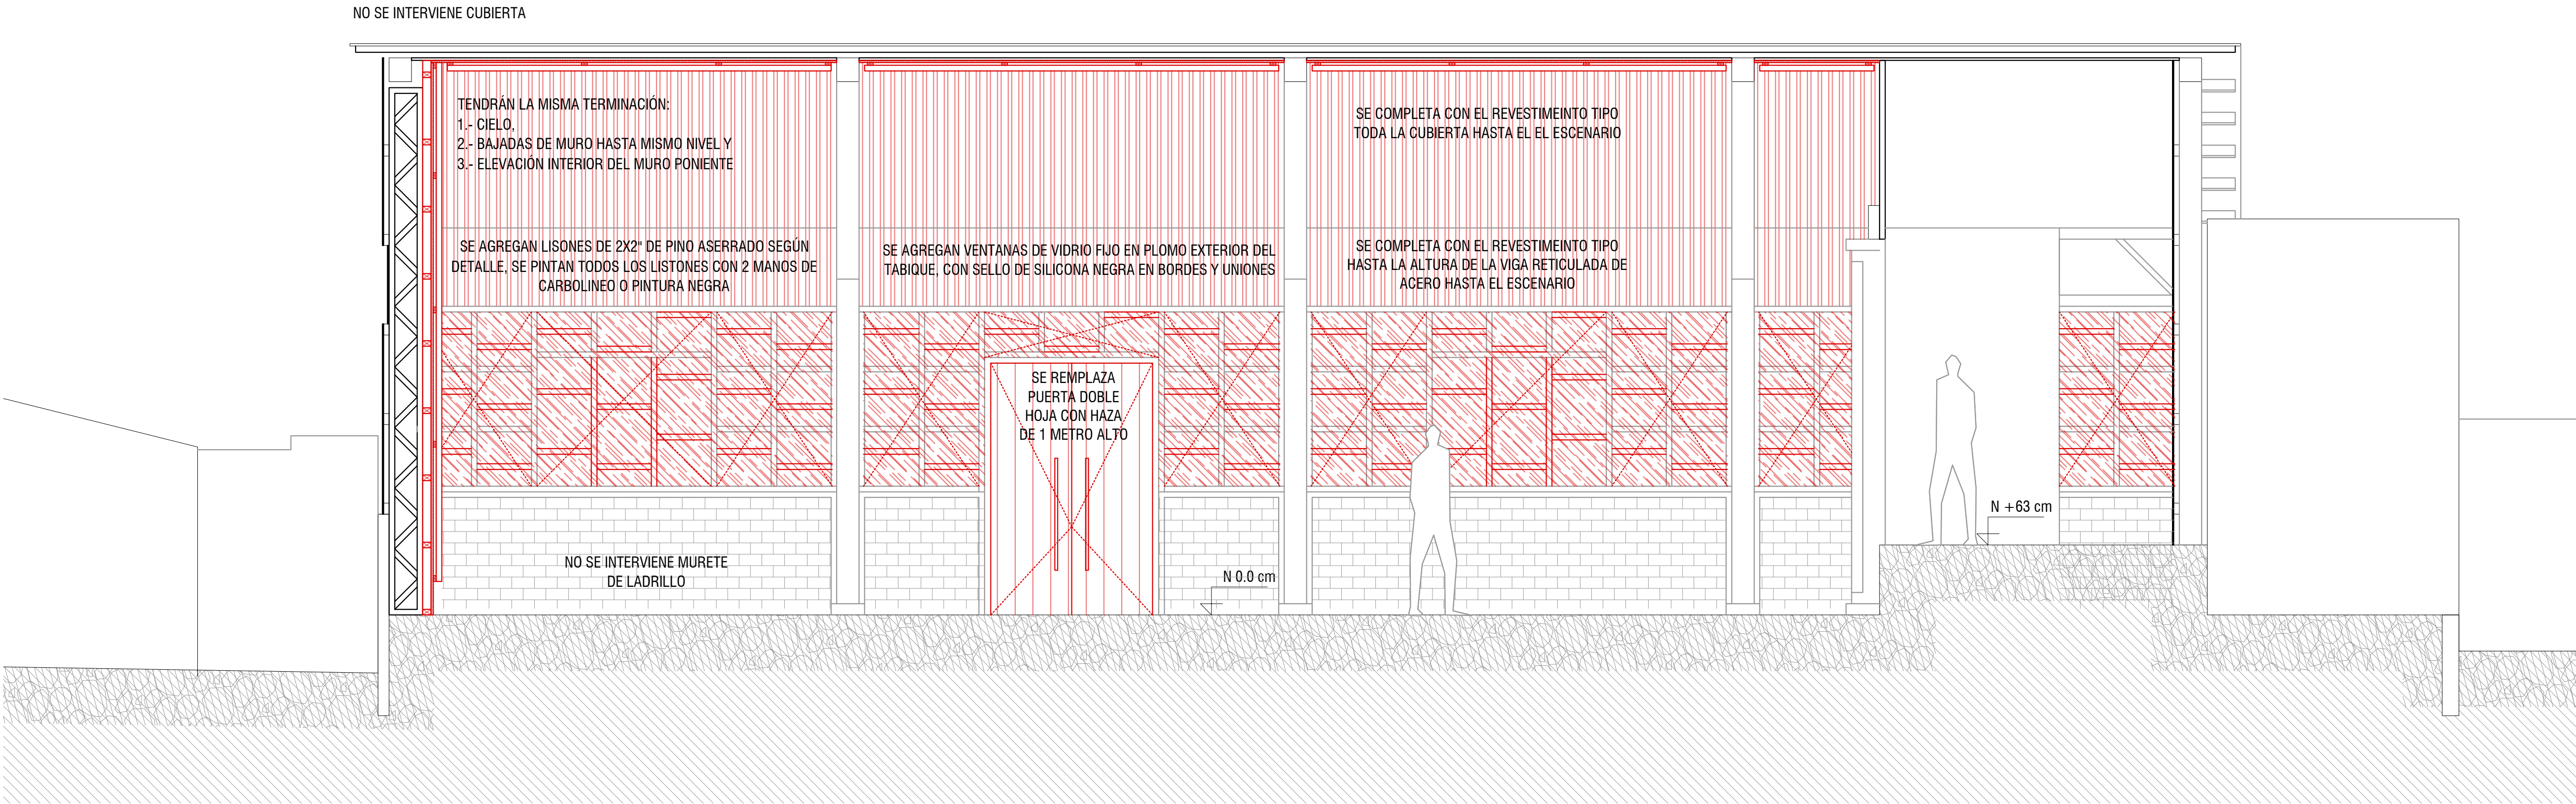 NO SE INTERVIENE CUBIERTA
TENDRÁN LA MISMA TERMINACIÓN:
1.- CIELO,
2.- BAJADAS DE MURO HASTA MISMO NIVEL Y
3.- ELEVACIÓN INTERIOR DEL MURO PONIENTE
SE COMPLETA CON EL REVESTIMEINTO TIPO
TODA LA CUBIERTA HASTA EL EL ESCENARIO
SE AGREGAN LISONES DE 2X2" DE PINO ASERRADO SEGÚN
DETALLE, SE PINTAN TODOS LOS LISTONES CON 2 MANOS DE
CARBOLINEO O PINTURA NEGRA
SE AGREGAN VENTANAS DE VIDRIO FIJO EN PLOMO EXTERIOR DEL
TABIQUE, CON SELLO DE SILICONA NEGRA EN BORDES Y UNIONES
SE COMPLETA CON EL REVESTIMEINTO TIPO
HASTA LA ALTURA DE LA VIGA RETICULADA DE
ACERO HASTA EL ESCENARIO
SE REMPLAZA
PUERTA DOBLE
HOJA CON HAZA
DE 1 METRO ALTO
N +63 cm
NO SE INTERVIENE MURETE
DE LADRILLO
N 0.0 cm